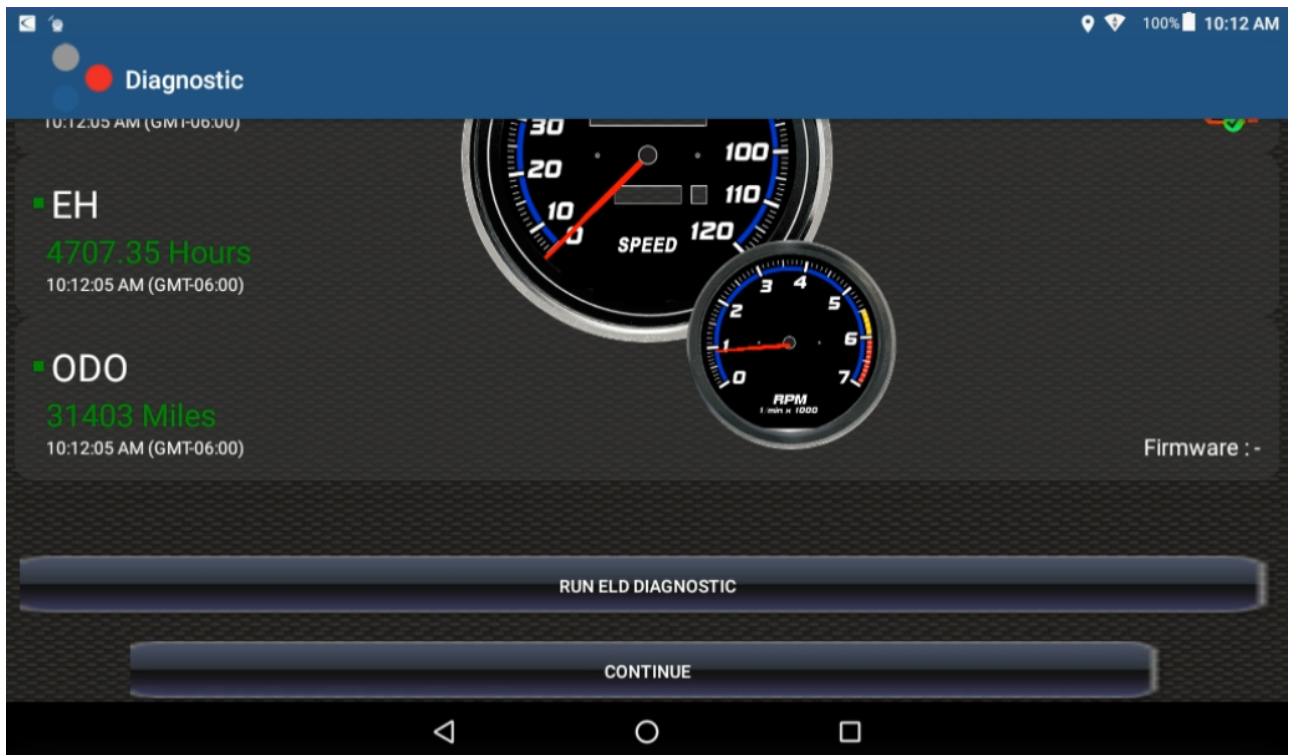 100% 10:12 AM
Diagnostic
10:12:05 AM (GMT-06:00)
EH
4707.35 Hours
10:12:05 AM (GMT-06:00)
ODO
31403 Miles
10:12:05 AM (GMT-06:00)
30
20
10
0
100
110
120
SPEED
0
1
2
3
4
5
6
7
RPM
1/min x 1000
Firmware : -
RUN ELD DIAGNOSTIC
CONTINUE